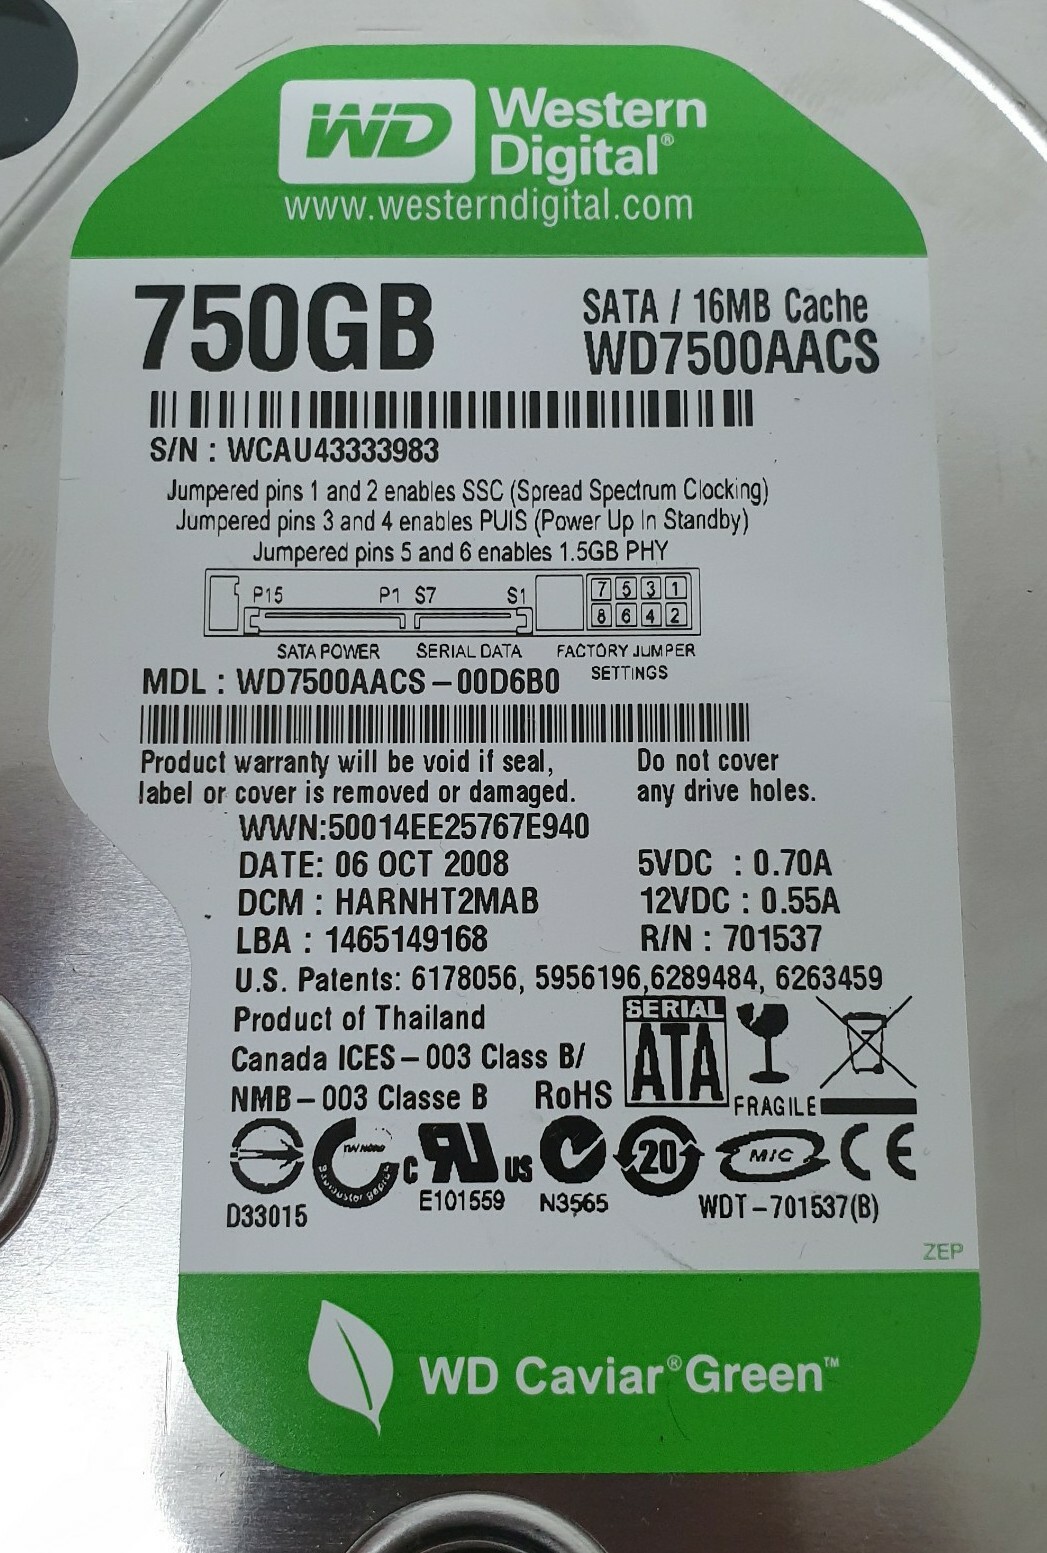 WD Western
Digital®
www.westerndigital.com
750GB
SATA / 16MB Cache
WD7500AACS
S/N : WCAU43333983
Jumpered pins 1 and 2 enables SSC (Spread Spectrum Clocking)
Jumpered pins 3 and 4 enables PUIS (Power Up In Standby)
Jumpered pins 5 and 6 enables 1.5GB PHY
P15 P1 S7 S1 7 5 3 1
8 6 4 2
SATA POWER SERIAL DATA FACTORY JUMPER
SETTINGS
MDL : WD7500AACS – 00D6B0
Product warranty will be void if seal,
label or cover is removed or damaged.
Do not cover
any drive holes.
WWN:50014EE25767E940
DATE: 06 OCT 2008
DCM : HARNHT2MAB
LBA : 1465149168
5VDC : 0.70A
12VDC : 0.55A
R/N : 701537
U.S. Patents: 6178056, 5956196,6289484, 6263459
Product of Thailand
Canada ICES – 003 Class B/
NMB – 003 Classe B
RoHS
SERIAL
ATA
FRAGILE
D33015
c UR US
E101559
N3565
20
MIC
CE
WDT – 701537(B)
ZEP
WD Caviar® Green™